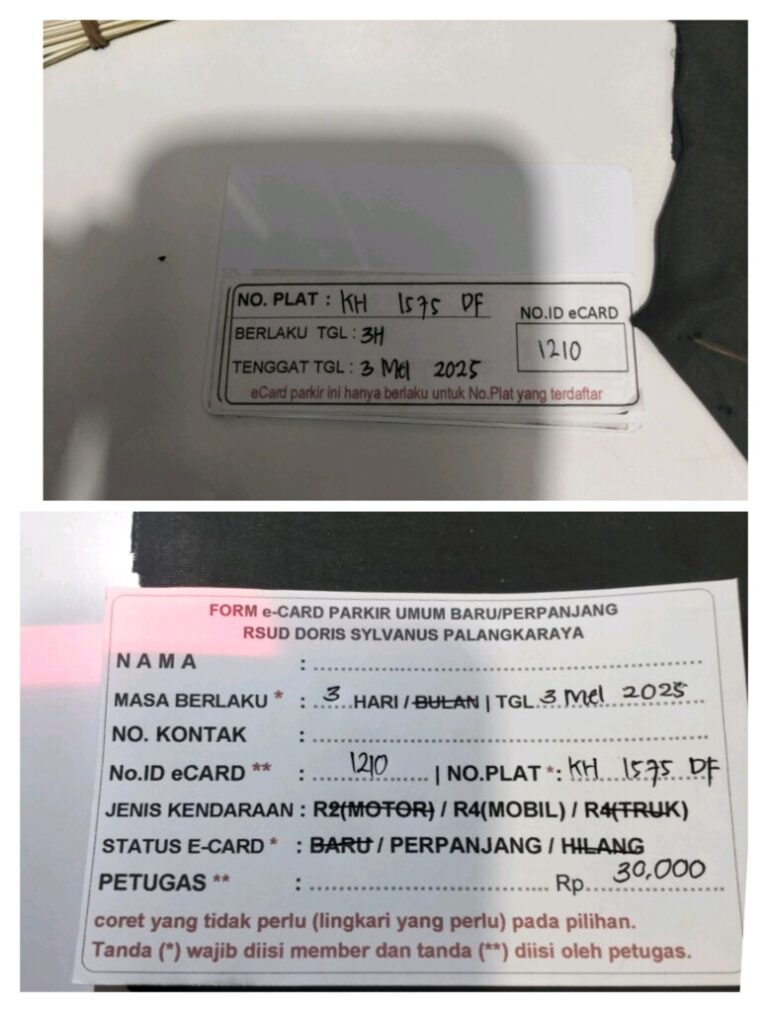 NO. PLAT : KH 1575 DF
NO.ID eCARD
BERLAKU TGL : 3H
1210
TENGGAT TGL : 3 Mei 2025
eCard parkir ini hanya berlaku untuk No.Plat yang terdaftar
FORM e-CARD PARKIR UMUM BARU/PERPANJANG
RSUD DORIS SYLVANUS PALANGKARAYA
NAMA :
MASA BERLAKU * : 3 HARI / BULAN | TGL 3 Mei 2025
NO. KONTAK :
No.ID eCARD ** : 1210 | NO.PLAT *: KH 1575 DF
JENIS KENDARAAN : R2(MOTOR) / R4(MOBIL) / R4(TRUK)
STATUS E-CARD * : BARU / PERPANJANG / HILANG
PETUGAS ** : Rp. 30,000
coret yang tidak perlu (lingkari yang perlu) pada pilihan.
Tanda (*) wajib diisi member dan tanda (**) diisi oleh petugas.